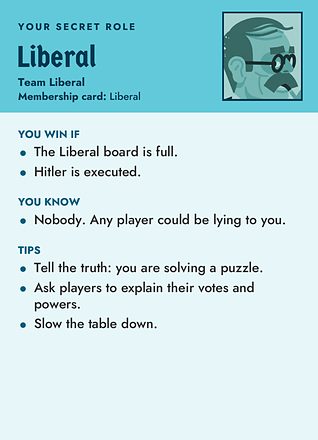 YOUR SECRET ROLE
Liberal
Team Liberal
Membership card: Liberal
YOU WIN IF
• The Liberal board is full.
• Hitler is executed.
YOU KNOW
• Nobody. Any player could be lying to you.
TIPS
• Tell the truth: you are solving a puzzle.
• Ask players to explain their votes and
powers.
• Slow the table down.